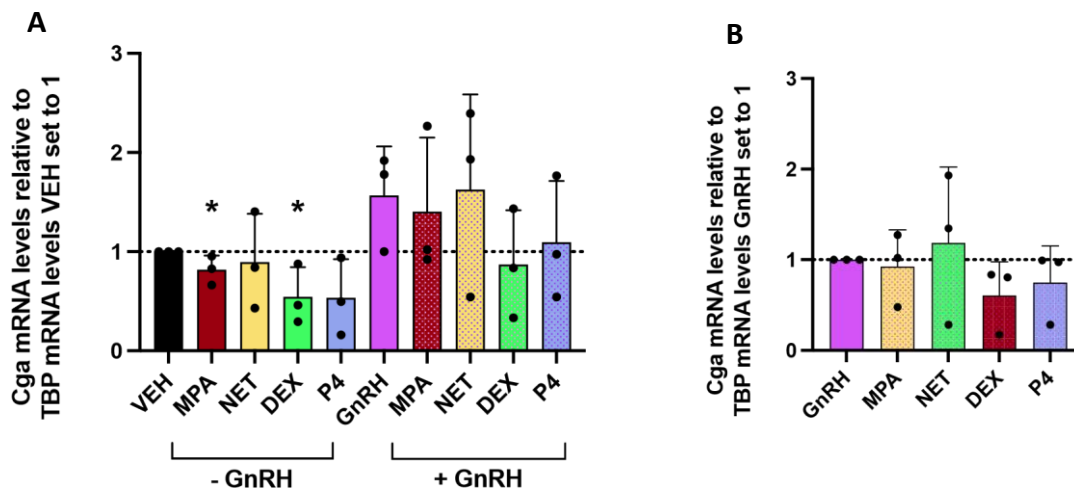 A
Cga mRNA levels relative to
TBP mRNA levels VEH set to 1
3
2
1
0
* *
VEH MPA NET DEX P4 GnRH MPA NET DEX P4
- GnRH + GnRH
B
Cga mRNA levels relative to
TBP mRNA levels GnRH set to 1
3
2
1
0
GnRH MPA NET DEX P4